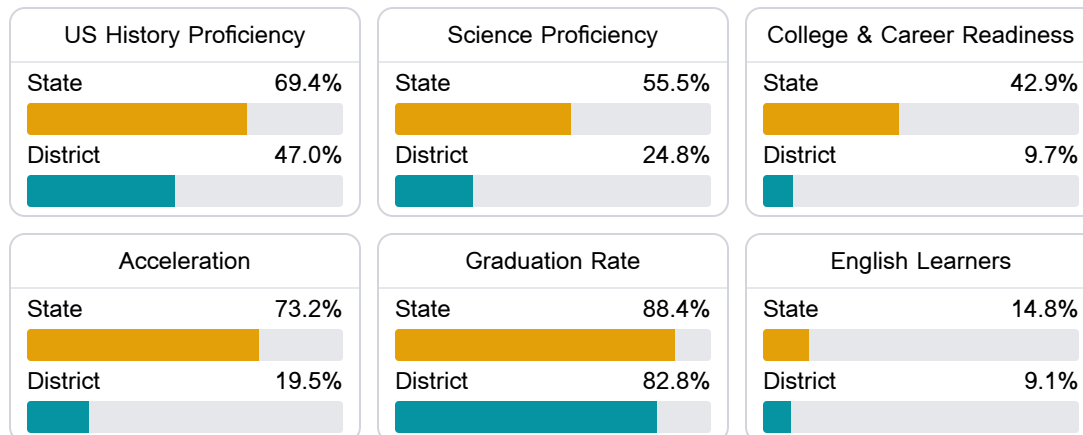 US History Proficiency
State 69.4%
District 47.0%
Science Proficiency
State 55.5%
District 24.8%
College & Career Readiness
State 42.9%
District 9.7%
Acceleration
State 73.2%
District 19.5%
Graduation Rate
State 88.4%
District 82.8%
English Learners
State 14.8%
District 9.1%